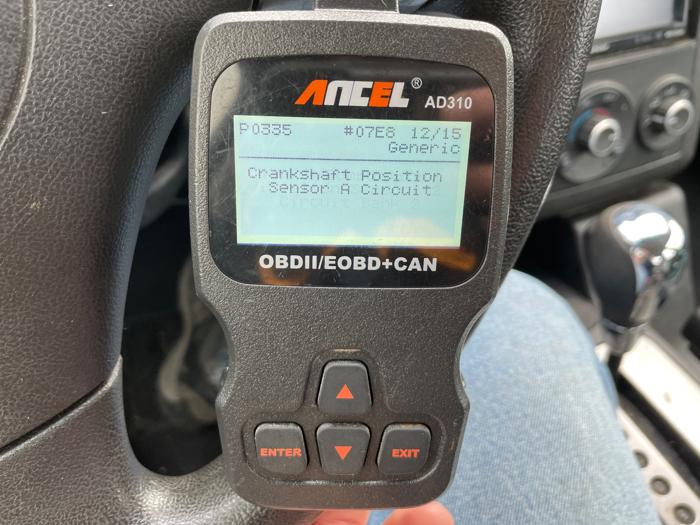 ANCEL®
AD310
P0335 #07E8 12/15
Generic
Crankshaft Position
Sensor A Circuit
OBDII/EOBD+CAN
ENTER
EXIT